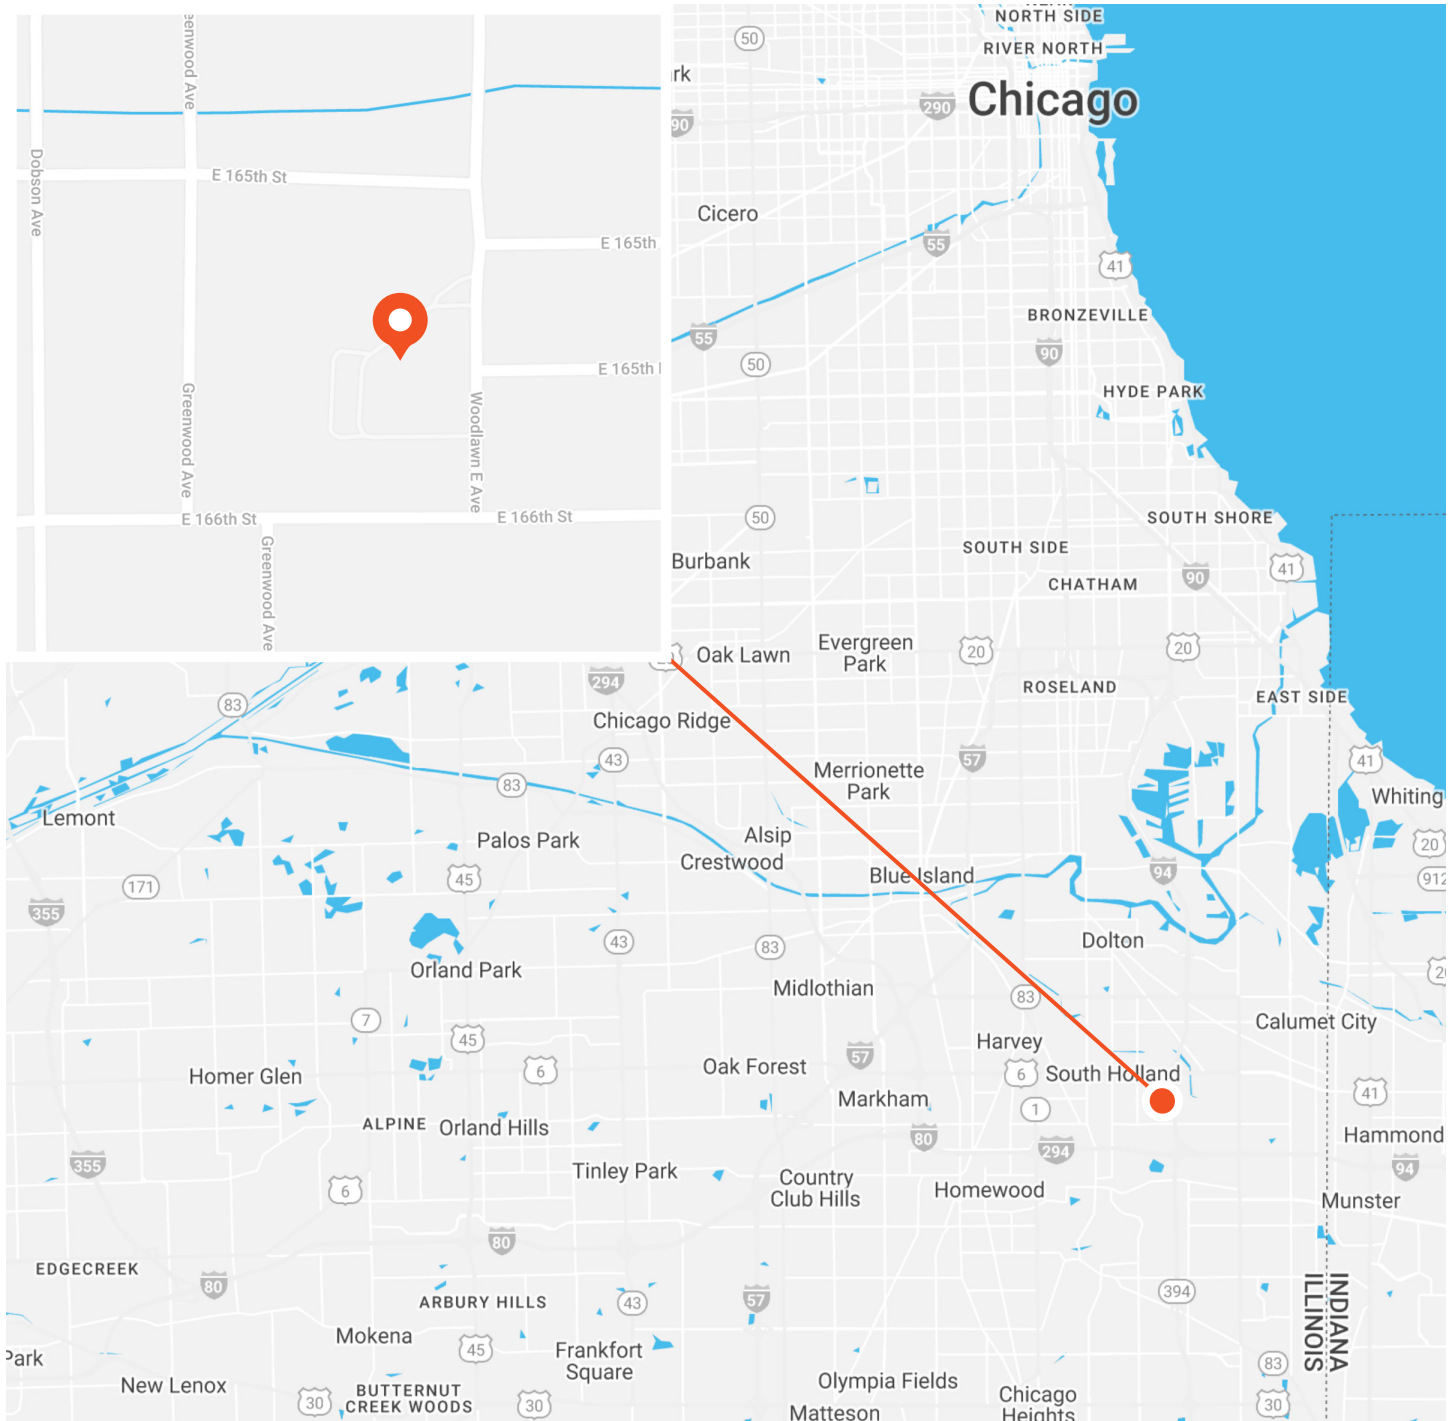 Greenwood Ave
Dobson Ave
E 165th St
E 165th
E 165th
Greenwood Ave
Woodlawn E Ave
E 166th St
E 166th St
Greenwood Ave
NORTH SIDE
50
RIVER NORTH
Chicago
290
90
Cicero
55
41
BRONZEVILLE
55
90
50
HYDE PARK
50
SOUTH SHORE
SOUTH SIDE
Burbank
41
CHATHAM
90
Evergreen
Park
20
20
Oak Lawn
294
ROSELAND
EAST SIDE
83
Chicago Ridge
43
57
41
Merrionette
Park
83
Whiting
Lemont
Alsip
Palos Park
20
Crestwood
94
Blue Island
45
912
171
355
43
83
Dolton
Orland Park
Midlothian
83
7
Calumet City
45
Harvey
Oak Forest
57
6
6
South Holland
Homer Glen
41
Markham
1
ALPINE
Orland Hills
80
Hammond
294
355
94
Tinley Park
Country
Club Hills
6
Homewood
Munster
80
EDGECREEK
80
57
394
ARBURY HILLS
43
INDIANA
ILLINOIS
Mokena
45
Frankfort
Square
Park
83
New Lenox
Olympia Fields
BUTTERNUT
CREEK WOODS
30
30
Chicago
Heights
30
Matteson